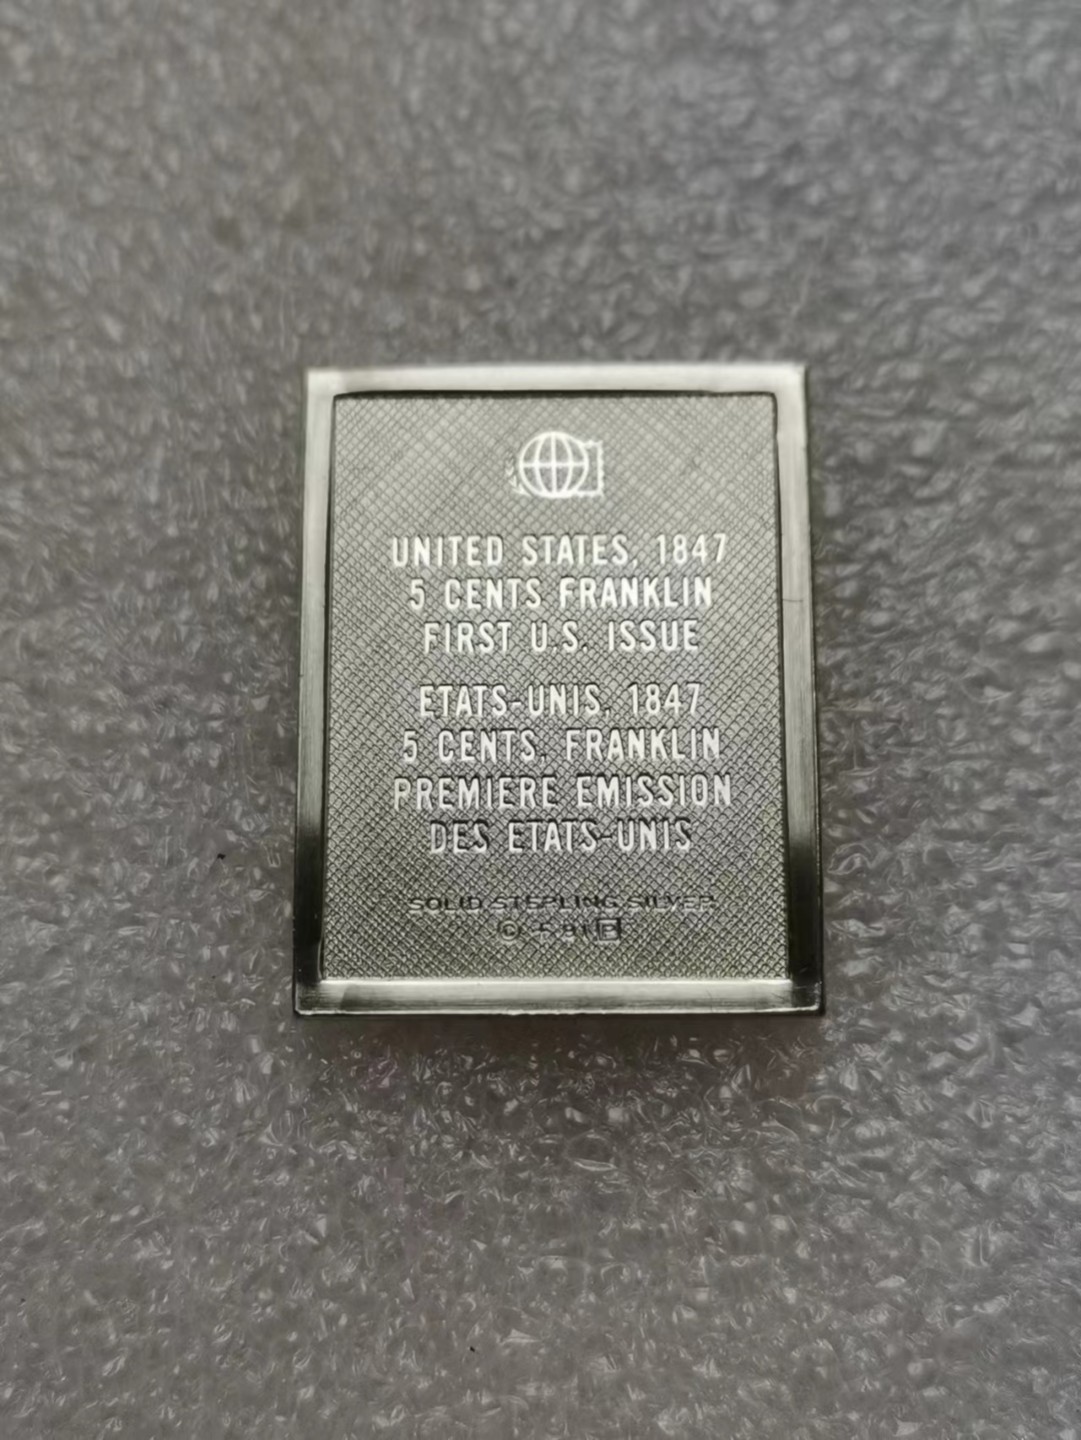 UNITED STATES, 1847
5 CENTS FRANKLIN
FIRST U.S. ISSUE
ETATS-UNIS, 1847
5 CENTS, FRANKLIN
PREMIERE EMISSION
DES ETATS-UNIS
SOLID STERLING SILVER
©